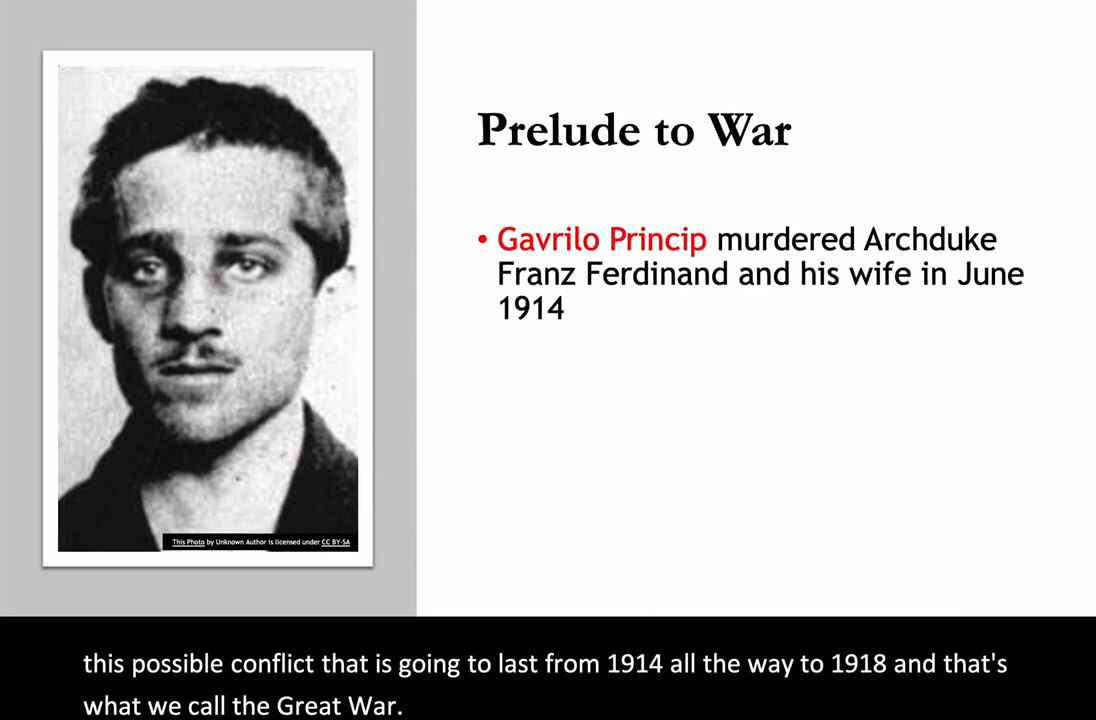 Prelude to War
• Gavrilo Princip murdered Archduke
Franz Ferdinand and his wife in June
1914
This Photo by Unknown Author is licensed under CC BY-SA
this possible conflict that is going to last from 1914 all the way to 1918 and that's
what we call the Great War.